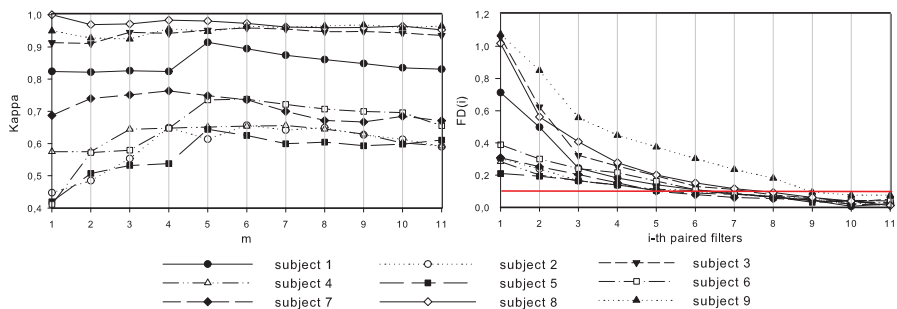 1,0
0,9
0,8
0,7
0,6
0,5
0,4
Kappa
1 2 3 4 5 6 7 8 9 10 11
m
1,2
1,0
0,8
0,6
0,4
0,2
0,0
FD(i)
1 2 3 4 5 6 7 8 9 10 11
i-th paired filters
subject 1 subject 2 subject 3
subject 4 subject 5 subject 6
subject 7 subject 8 subject 9